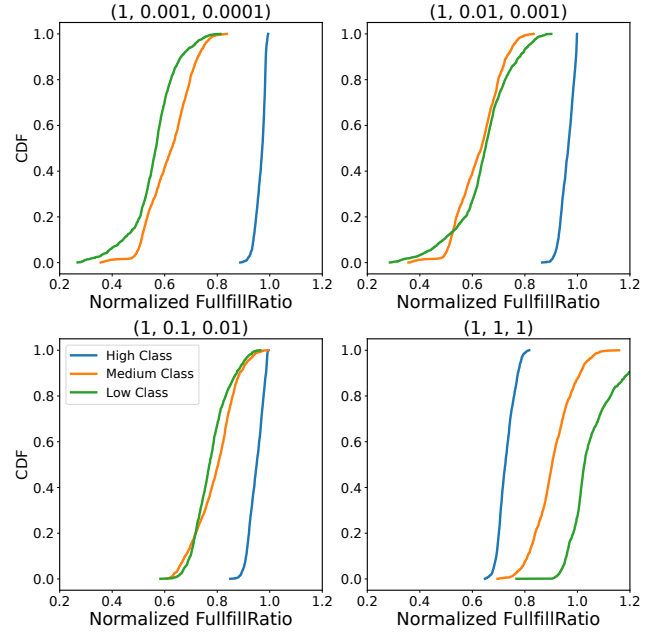 (1, 0.001, 0.0001)
CDF
1.0
0.8
0.6
0.4
0.2
0.0
0.2 0.4 0.6 0.8 1.0 1.2
Normalized FullfillRatio
(1, 0.01, 0.001)
1.0
0.8
0.6
0.4
0.2
0.0
0.2 0.4 0.6 0.8 1.0 1.2
Normalized FullfillRatio
(1, 0.1, 0.01)
CDF
1.0
0.8
0.6
0.4
0.2
0.0
High Class
Medium Class
Low Class
0.2 0.4 0.6 0.8 1.0 1.2
Normalized FullfillRatio
(1, 1, 1)
1.0
0.8
0.6
0.4
0.2
0.0
0.2 0.4 0.6 0.8 1.0 1.2
Normalized FullfillRatio